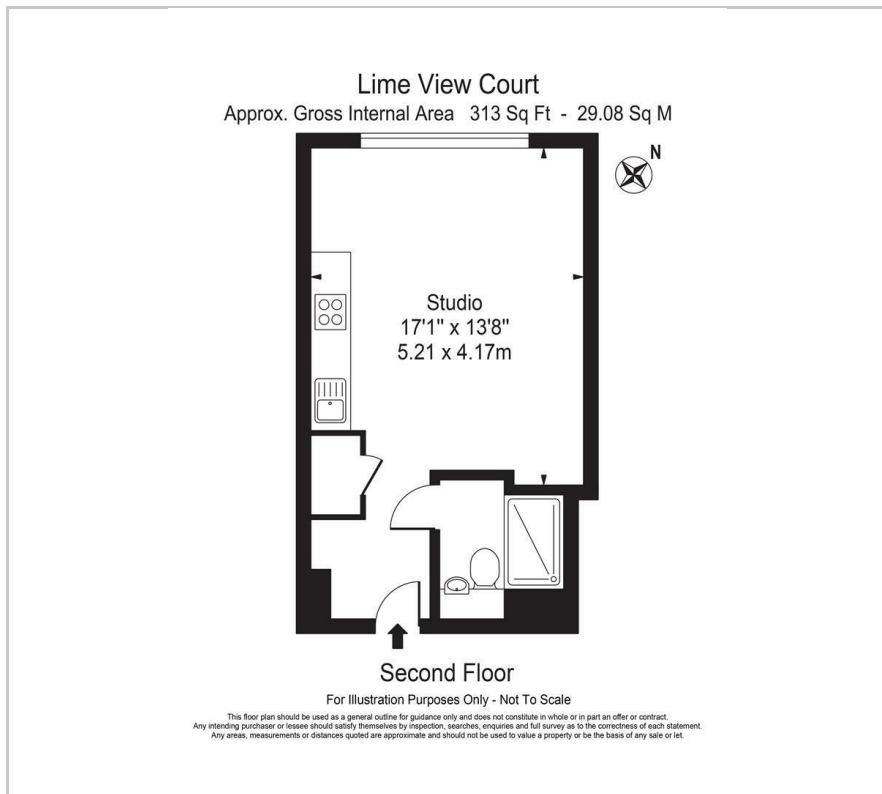 Lime View Court
Approx. Gross Internal Area 313 Sq Ft - 29.08 Sq M
N
Studio
17'1" x 13'8"
5.21 x 4.17m
Second Floor
For Illustration Purposes Only - Not To Scale
This floor plan should be used as a general outline for guidance only and does not constitute in whole or in part an offer or contract.
Any intending purchaser or lessee should satisfy themselves by inspection, searches, enquiries and full survey as to the correctness of each statement.
Any areas, measurements or distances quoted are approximate and should not be used to value a property or be the basis of any sale or let.